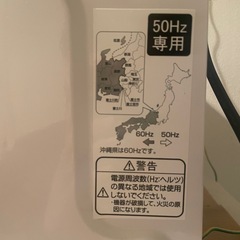 50Hz
専用
60Hz
50Hz
沖縄県は60Hzです。
警告
電源周波数(Hz:ヘルツ)
の異なる地域では使用
しないでください。
・機器が破損して、火災の原
因になります。